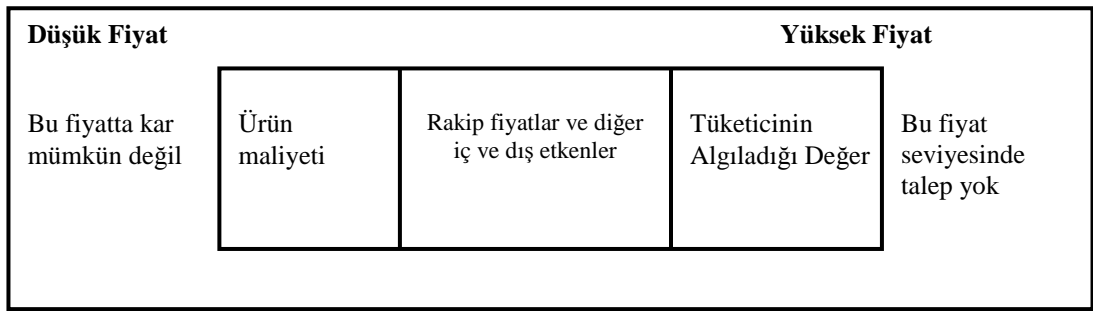 Düşük Fiyat
Yüksek Fiyat
Bu fiyatta kar
mümkün değil
Ürün
maliyeti
Rakip fiyatlar ve diğer
iç ve dış etkenler
Tüketicinin
Algıladığı Değer
Bu fiyat
seviyesinde
talep yok